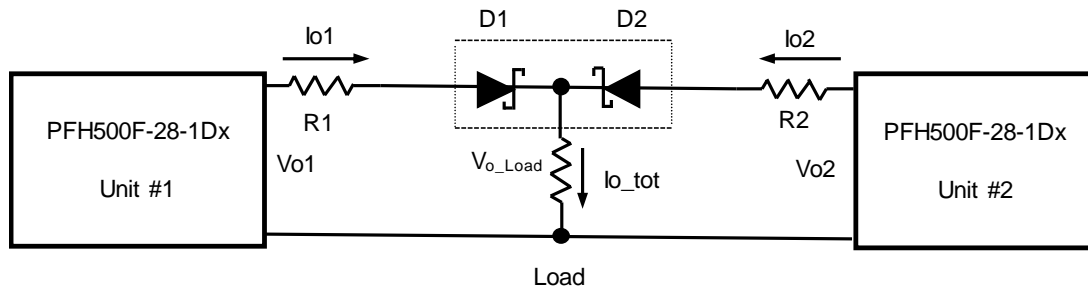 D1
D2
Io1
Io2
R1
R2
PFH500F-28-1Dx
Unit #1
Vo1
Vo_Load
Io_tot
Vo2
PFH500F-28-1Dx
Unit #2
Load